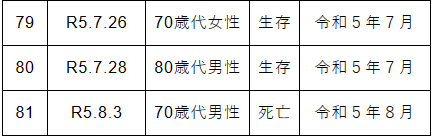 79 R5.7.26 70歳代女性 生存 令和５年７月
80 R5.7.28 80歳代男性 生存 令和５年７月
81 R5.8.3 70歳代男性 死亡 令和５年８月